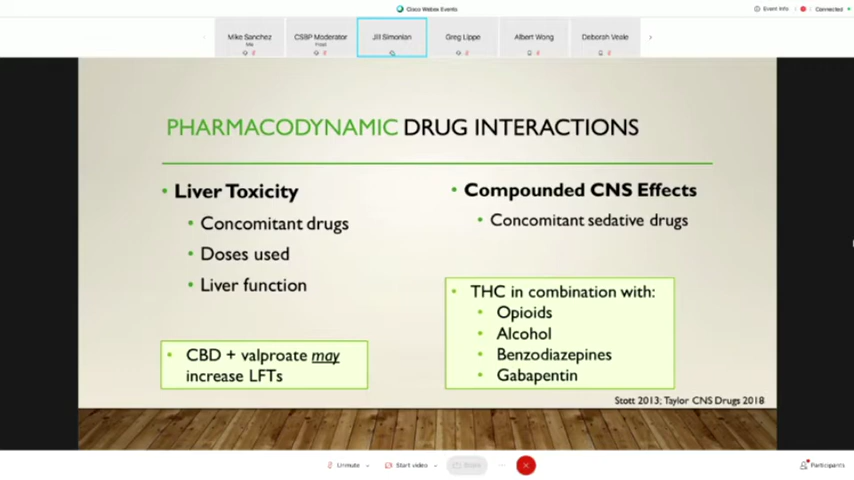 Cisco Webex Events
Event Info
Connected
Mike Sanchez
Me
CSBP Moderator
Host
Jill Simonian
Greg Lippe
Albert Wong
Deborah Veale
PHARMACODYNAMIC DRUG INTERACTIONS
• Liver Toxicity
• Concomitant drugs
• Doses used
• Liver function
• CBD + valproate may
increase LFTs
• Compounded CNS Effects
• Concomitant sedative drugs
• THC in combination with:
• Opioids
• Alcohol
• Benzodiazepines
• Gabapentin
Stott 2013; Taylor CNS Drugs 2018
Unmute
Start video
Share
Participants